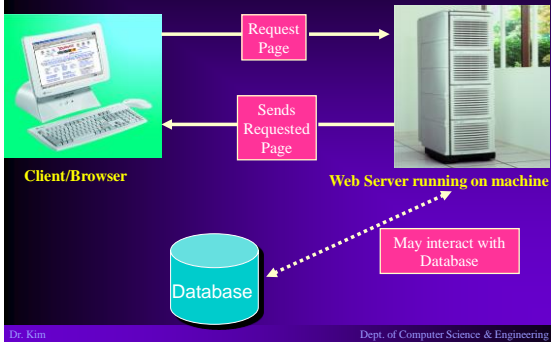 Request
Page
Sends
Requested
Page
Client/Browser
Web Server running on machine
May interact with
Database
Database
Dr. Kim
Dept. of Computer Science & Engineering